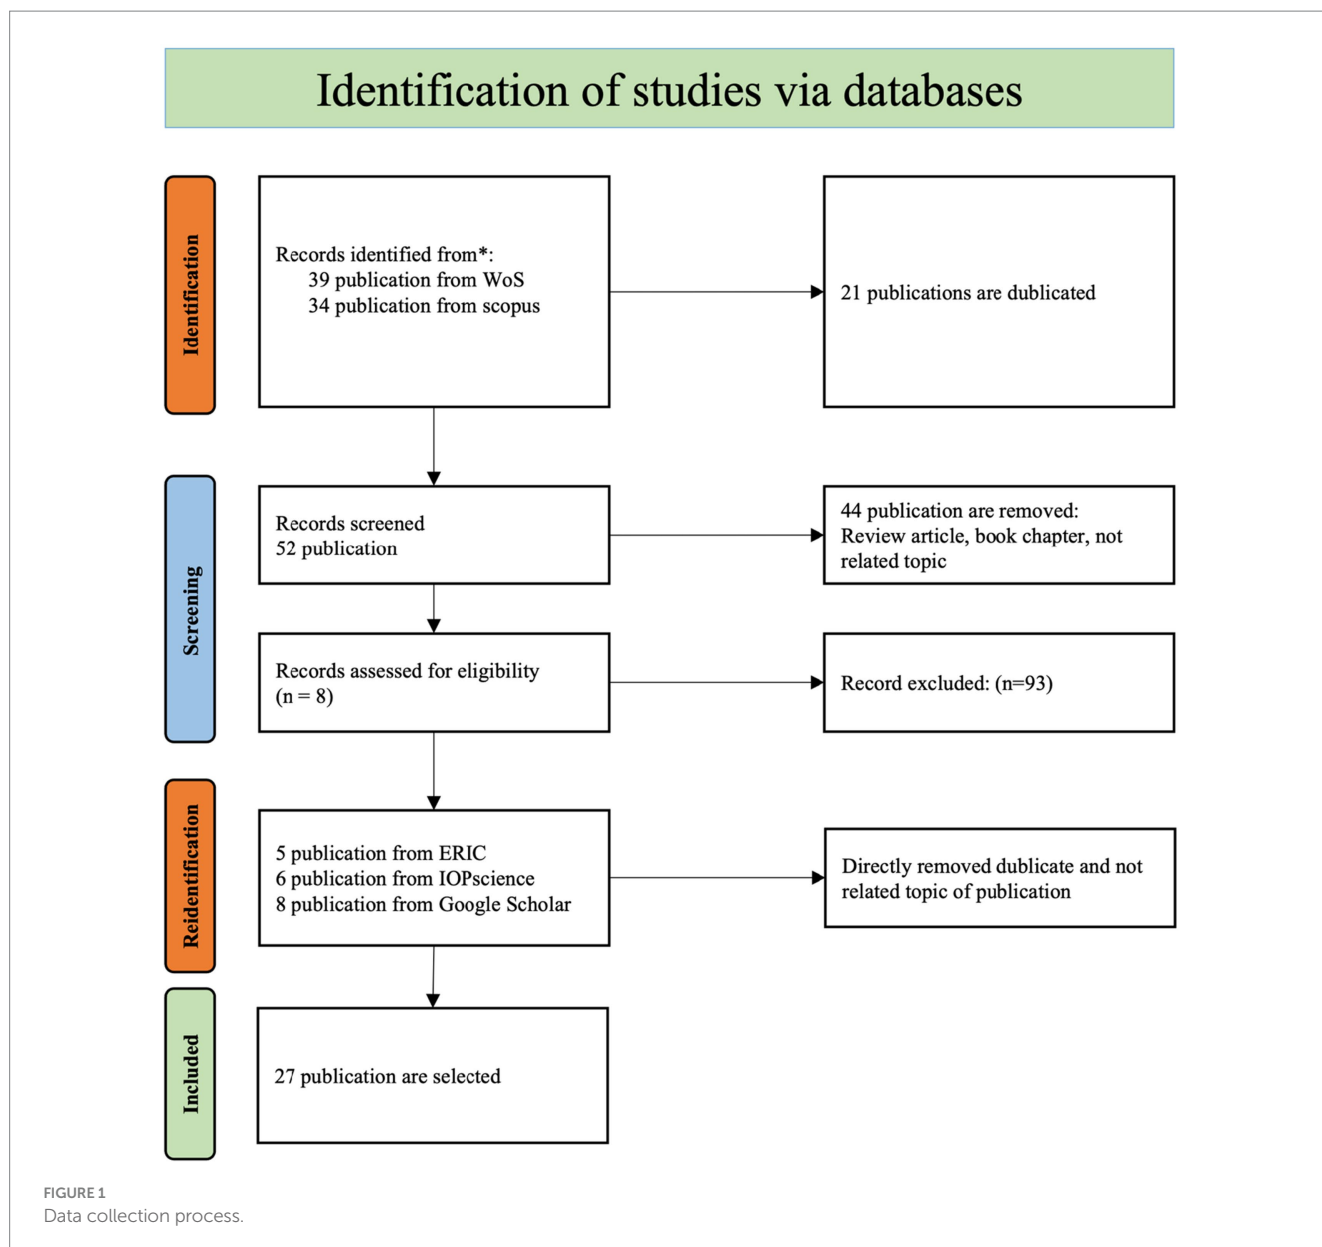 Identification of studies via databases
Identification
Records identified from*:
39 publication from WoS
34 publication from scopus
21 publications are dublicated
Screening
Records screened
52 publication
44 publication are removed:
Review article, book chapter, not
related topic
Records assessed for eligibility
(n = 8)
Record excluded: (n=93)
Reidentification
5 publication from ERIC
6 publication from IOPscience
8 publication from Google Scholar
Directly removed dublicate and not
related topic of publication
Included
27 publication are selected
FIGURE 1
Data collection process.